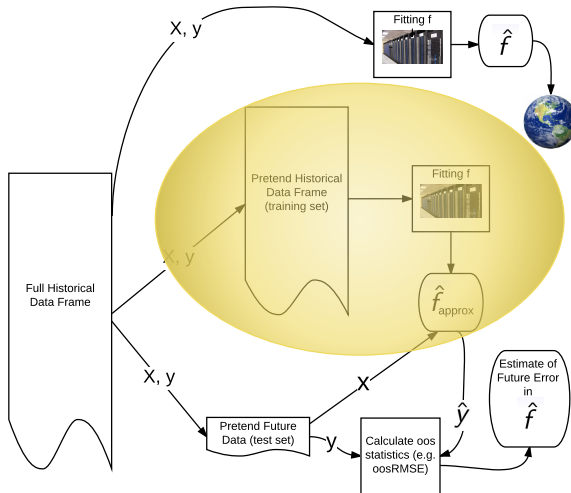 X, y
Fitting f
f̂
Pretend Historical
Data Frame
(training set)
Fitting f
X, y
Full Historical
Data Frame
f̂approx
X, y
X
Estimate of
Future Error
in
f̂
ŷ
Pretend Future
Data (test set)
y
Calculate oos
statistics (e.g.
oosRMSE)